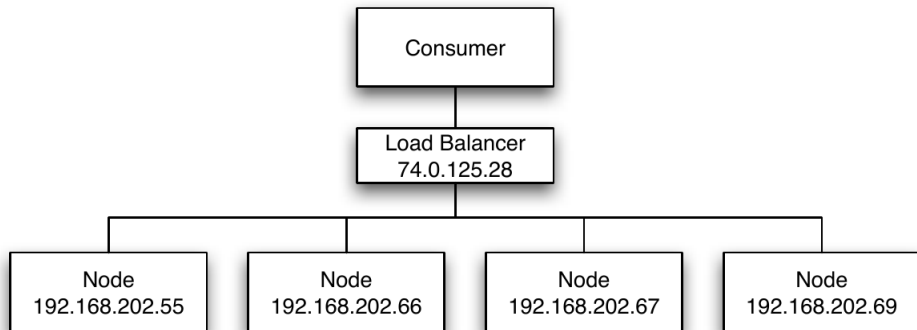 Consumer
Load Balancer
74.0.125.28
Node
192.168.202.55
Node
192.168.202.66
Node
192.168.202.67
Node
192.168.202.69